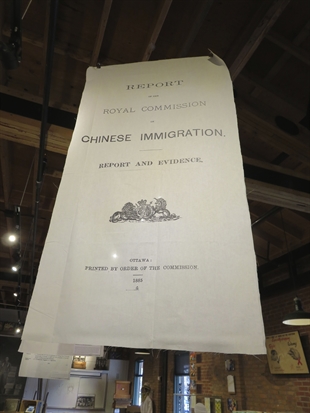 REPORT
OF THE
ROYAL COMMISSION
ON
CHINESE IMMIGRATION.
REPORT AND EVIDENCE.
OTTAWA:
PRINTED BY ORDER OF THE COMMISSION
1885